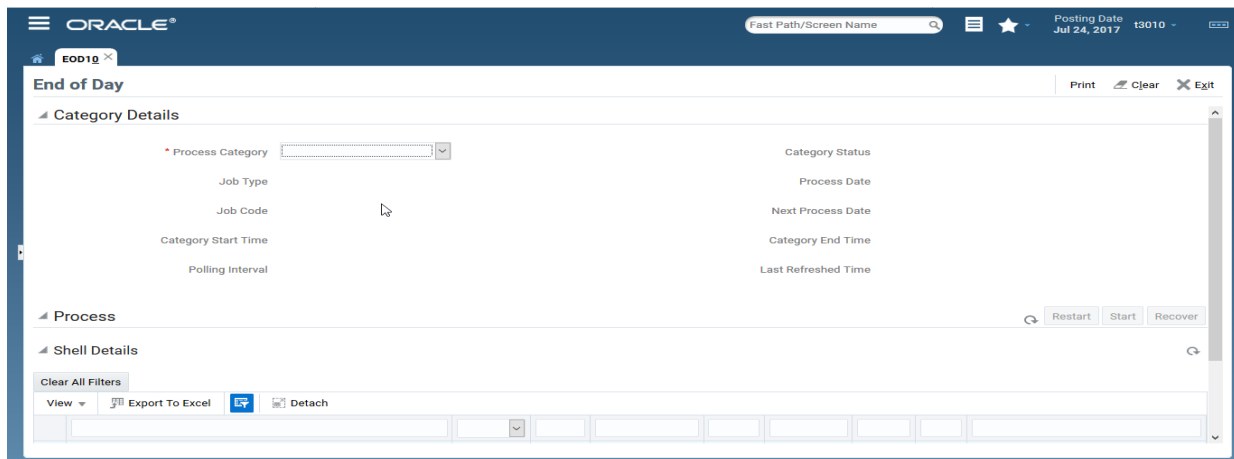 ORACLE®
Fast Path/Screen Name
Posting Date
Jul 24, 2017
t3010
EOD10
End of Day
Print Clear Exit
Category Details
* Process Category
Category Status
Job Type
Process Date
Job Code
Next Process Date
Category Start Time
Category End Time
Polling Interval
Last Refreshed Time
Process
Restart Start Recover
Shell Details
Clear All Filters
View Export To Excel Detach